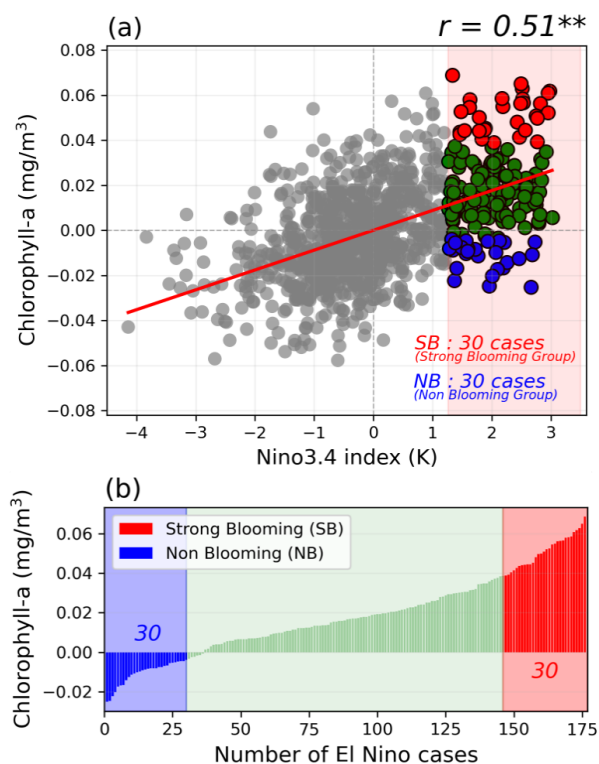 (a)
r = 0.51**
Chlorophyll-a (mg/m³)
0.08
0.06
0.04
0.02
0.00
−0.02
−0.04
−0.06
−0.08
SB : 30 cases
(Strong Blooming Group)
NB : 30 cases
(Non Blooming Group)
−4 −3 −2 −1 0 1 2 3
Nino3.4 index (K)
(b)
Chlorophyll-a (mg/m³)
0.06
0.04
0.02
0.00
−0.02
Strong Blooming (SB)
Non Blooming (NB)
30
30
0 25 50 75 100 125 150 175
Number of El Nino cases